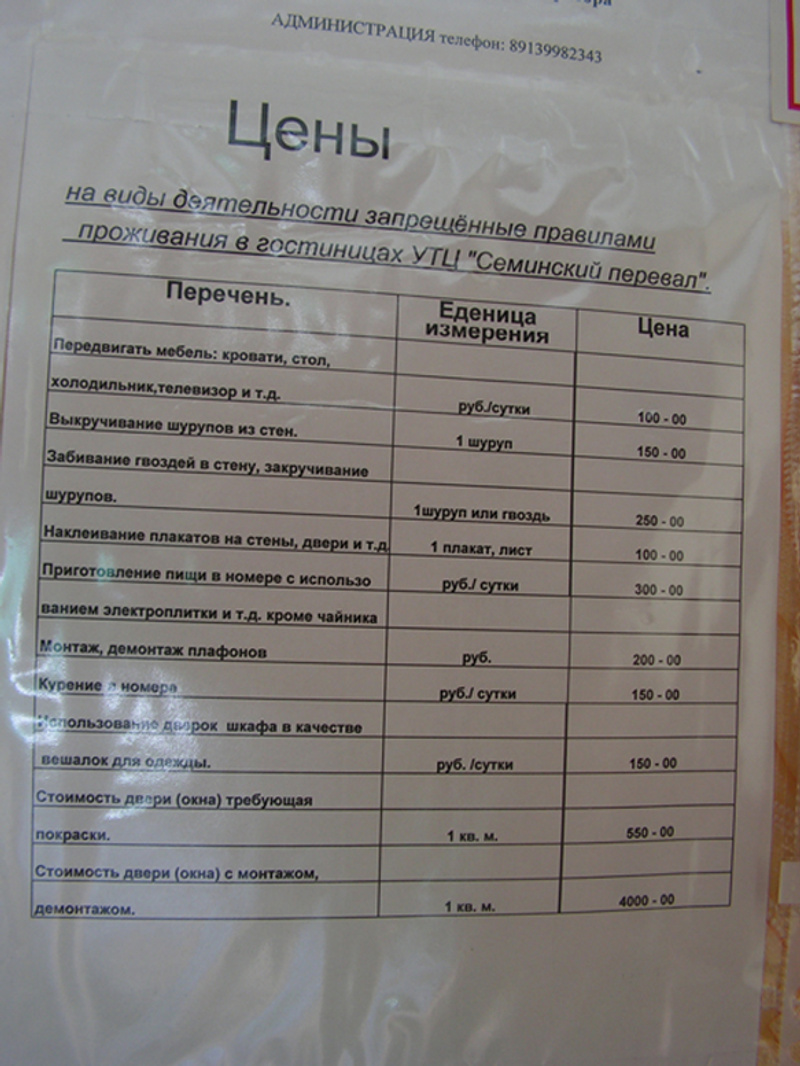 АДМИНИСТРАЦИЯ телефон: 89139982343
Цены
на виды деятельности запрещённые правилами
проживания в гостиницах УТЦ "Семинский перевал".
Перечень.
Еденица
измерения
Цена
Передвигать мебель: кровати, стол,
холодильник,телевизор и т.д. руб./сутки 100 - 00
Выкручивание шурупов из стен. 1 шуруп 150 - 00
Забивание гвоздей в стену, закручивание
шурупов. 1шуруп или гвоздь 250 - 00
Наклеивание плакатов на стены, двери и т.д. 1 плакат, лист 100 - 00
Приготовление пищи в номере с использо руб./ сутки 300 - 00
ванием электроплитки и т.д. кроме чайника
Монтаж, демонтаж плафонов руб. 200 - 00
Курение в номере руб./ сутки 150 - 00
Использование дворок шкафа в качестве
вешалок для одежды. руб. /сутки 150 - 00
Стоимость двери (окна) требующая
покраски. 1 кв. м. 550 - 00
Стоимость двери (окна) с монтажом,
демонтажом. 1 кв. м. 4000 - 00